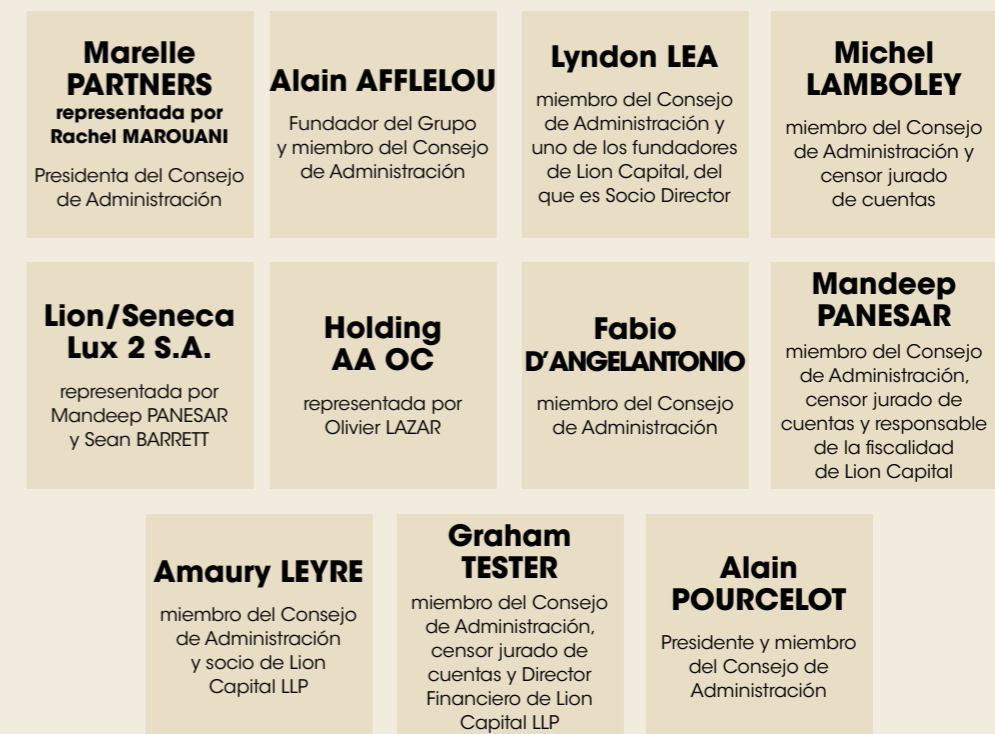 Marelle
PARTNERS
representada por
Rachel MAROUANI
Presidenta del Consejo
de Administración
Alain AFFLELOU
Fundador del Grupo
y miembro del Consejo
de Administración
Lyndon LEA
miembro del Consejo
de Administración y
uno de los fundadores
de Lion Capital, del
que es Socio Director
Michel
LAMBOLEY
miembro del Consejo
de Administración y
censor jurado
de cuentas
Lion/Seneca
Lux 2 S.A.
representada por
Mandeep PANESAR
y Sean BARRETT
Holding
AA OC
representada por
Olivier LAZAR
Fabio
D'ANGELANTONIO
miembro del Consejo
de Administración
Mandeep
PANESAR
miembro del Consejo
de Administración,
censor jurado de
cuentas y responsable
de la fiscalidad
de Lion Capital
Amaury LEYRE
miembro del Consejo
de Administración
y socio de Lion
Capital LLP
Graham
TESTER
miembro del Consejo
de Administración,
censor jurado de
cuentas y Director
Financiero de Lion
Capital LLP
Alain
POURCELOT
Presidente y miembro
del Consejo de
Administración